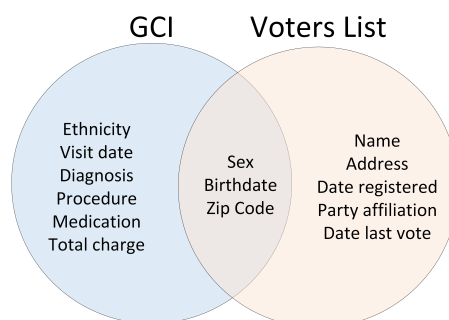 GCI
Voters List
Ethnicity
Visit date
Diagnosis
Procedure
Medication
Total charge
Sex
Birthdate
Zip Code
Name
Address
Date registered
Party affiliation
Date last vote